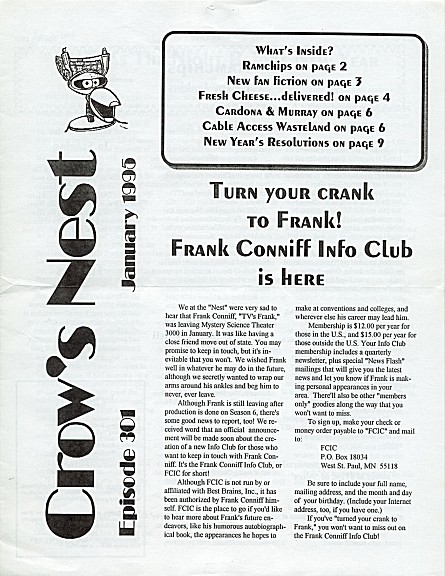 Crow's Nest
Episode 301
January 1995
What's Inside?
Ramchips on page 2
New fan fiction on page 3
Fresh Cheese...delivered! on page 4
Cardona & Murray on page 6
Cable Access Wasteland on page 6
New Year's Resolutions on page 9
Turn your crank
to Frank!
Frank Conniff Info Club
is here
We at the "Nest" were very sad to
hear that Frank Conniff, "TV's Frank,"
was leaving Mystery Science Theater
3000 in January. It was like having a
close friend move out of state. You may
promise to keep in touch, but it's in-
evitable that you won't. We wished Frank
well in whatever he may do in the future,
although we secretly wanted to wrap our
arms around his ankles and beg him to
never, ever leave.
Although Frank is still leaving after
production is done on Season 6, there's
some good news to report, too! We re-
ceived word that an official announce-
ment will be made soon about the cre-
ation of a new Info Club for those who
want to keep in touch with Frank Con-
niff. It's the Frank Conniff Info Club, or
FCIC for short!
Although FCIC is not run by or
affiliated with Best Brains, Inc., it has
been authorized by Frank Conniff him-
self. FCIC is the place to go if you'd like
to hear more about Frank's future en-
deavors, like his humorous autobiograph-
ical book, the appearances he hopes to
make at conventions and colleges, and
wherever else his career may lead him.
Membership is $12.00 per year for
those in the U.S., and $15.00 per year for
those outside the U.S. Your Info Club
membership includes a quarterly
newsletter, plus special "News Flash"
mailings that will give you the latest
news and let you know if Frank is mak-
ing personal appearances in your
area. There'll also be other "members
only" goodies along the way that you
won't want to miss.
To sign up, make your check or
money order payable to "FCIC" and mail
to:
FCIC
P.O. Box 18034
West St. Paul, MN 55118
Be sure to include your full name,
mailing address, and the month and day
of your birthday. (Include your Internet
address, too, if you have one.)
If you've "turned your crank to
Frank," you won't want to miss out on
the Frank Conniff Info Club!